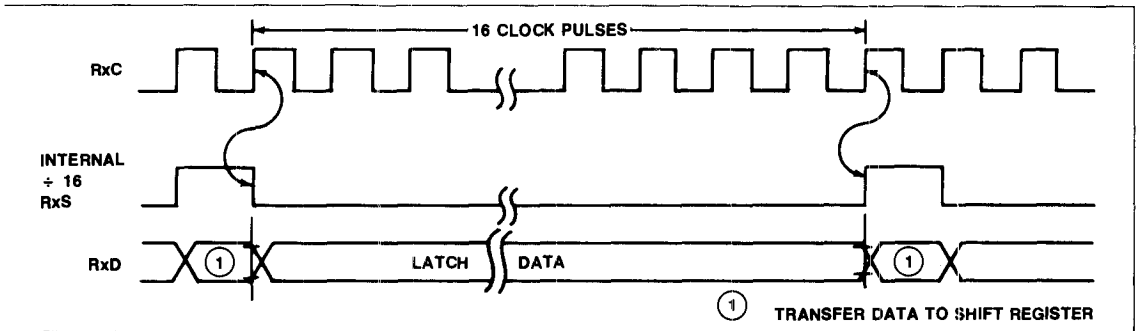 16 CLOCK PULSES
RxC
INTERNAL
÷ 16
RxS
RxD
1
LATCH DATA
1
1 TRANSFER DATA TO SHIFT REGISTER